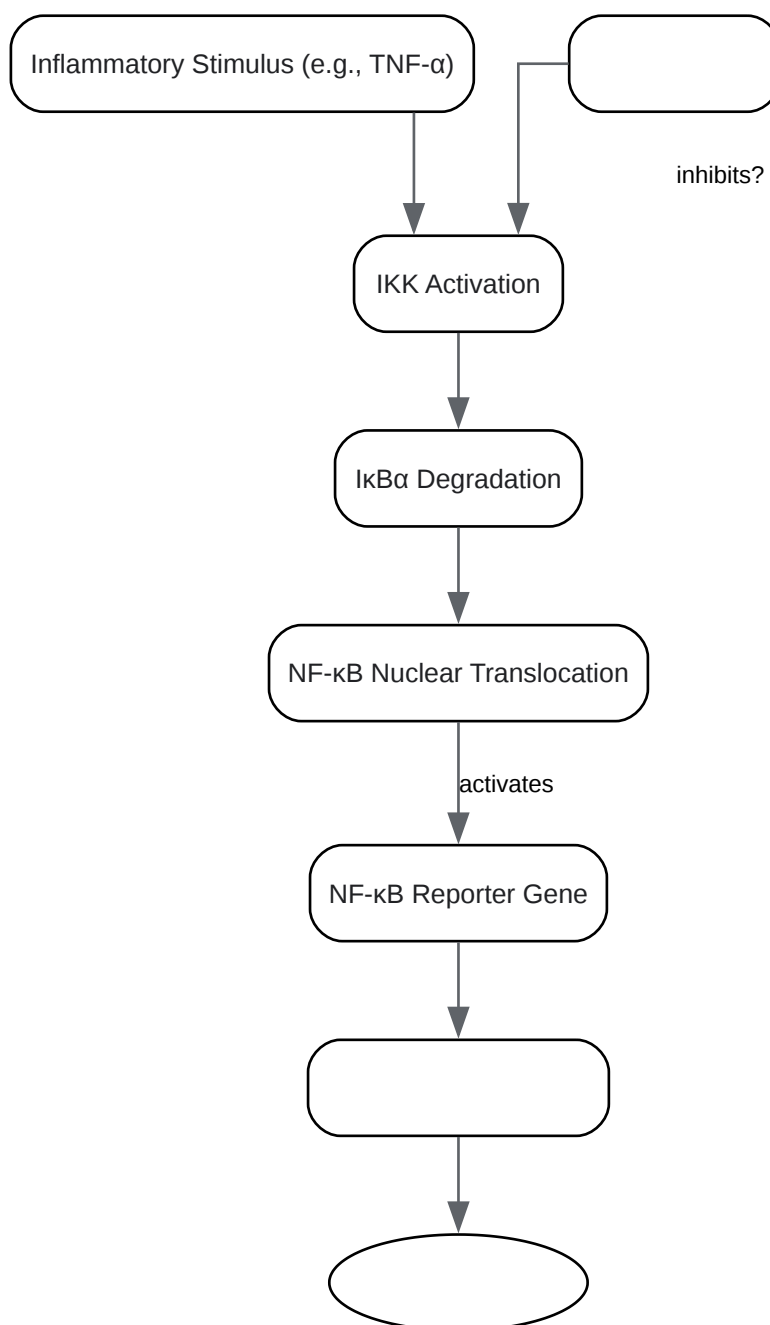 Inflammatory Stimulus (e.g., TNF-α)
inhibits?
IKK Activation
IκBα Degradation
NF-κB Nuclear Translocation
activates
NF-κB Reporter Gene